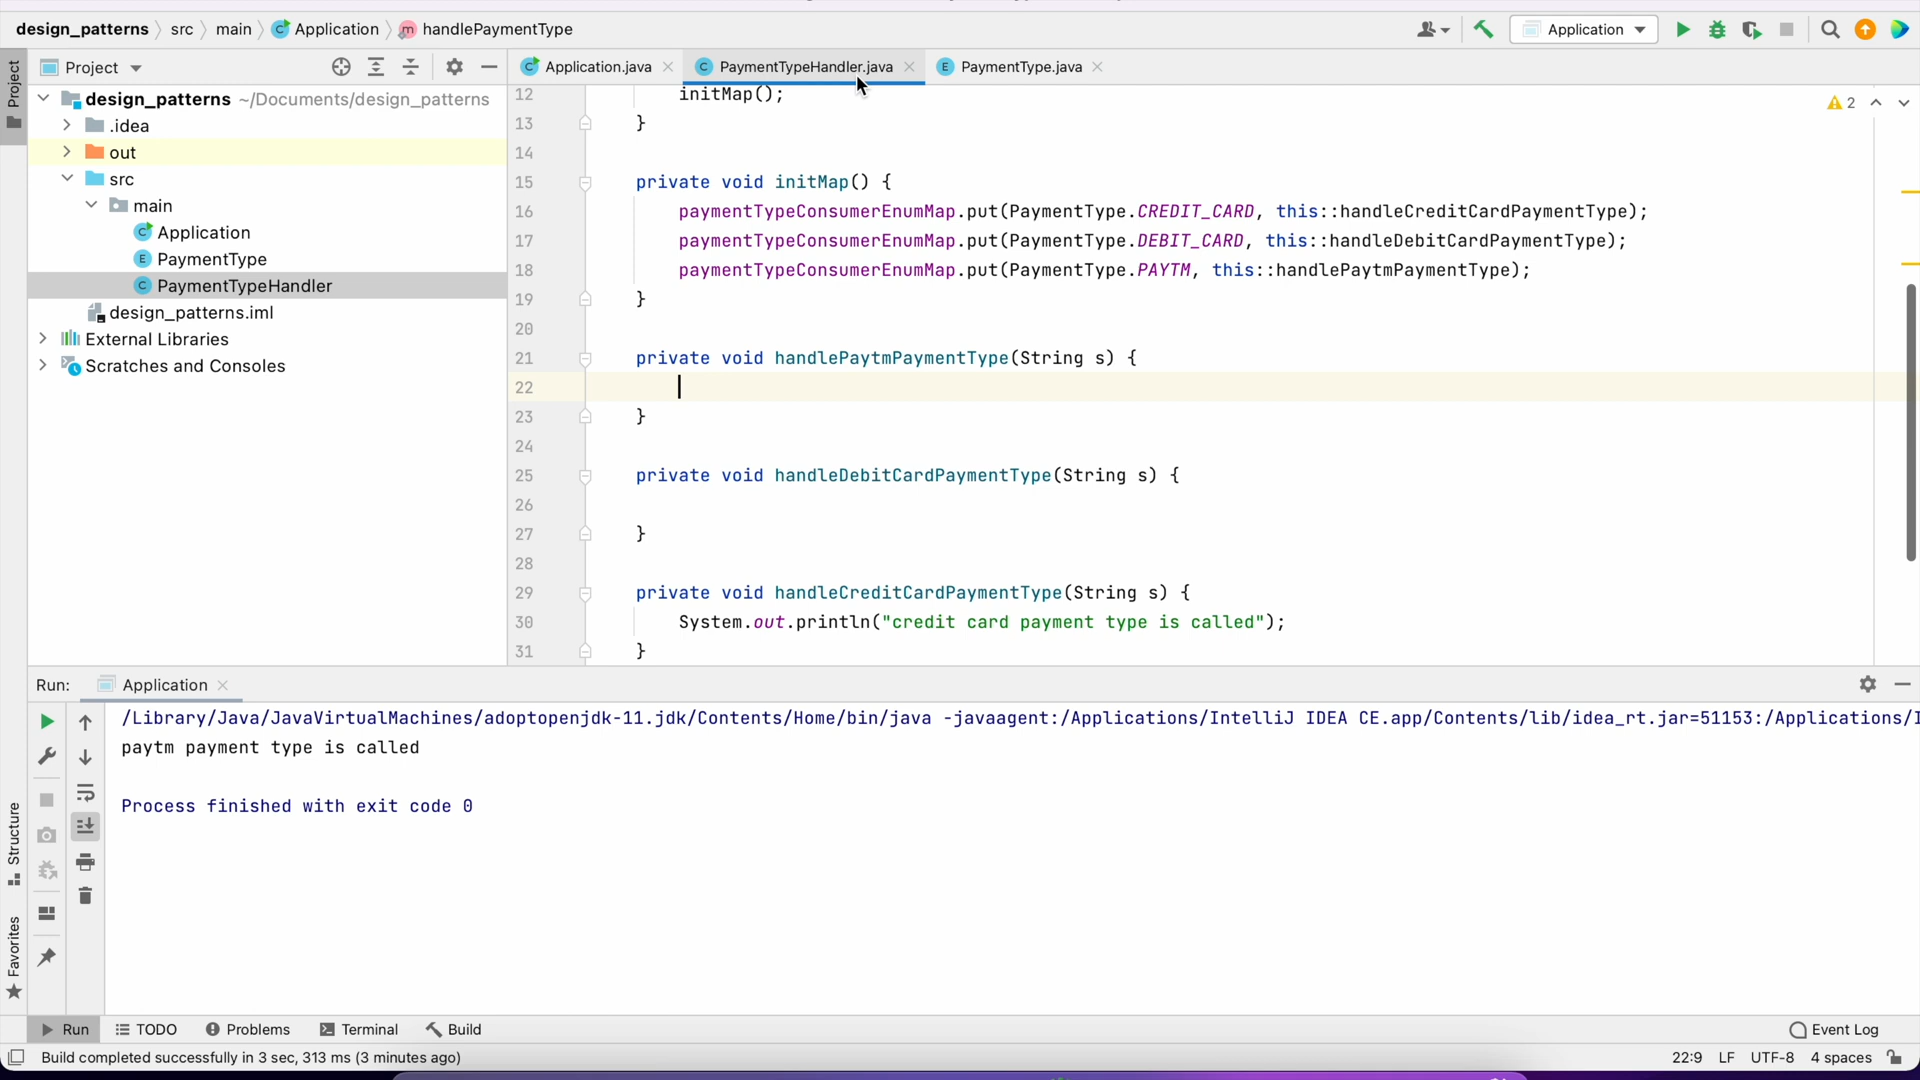 design_patterns src main Application handlePaymentType Application
Project Application.java PaymentTypeHandler.java PaymentType.java
Project
design_patterns ~/Documents/design_patterns
.idea
out
src
main
Application
PaymentType
PaymentTypeHandler
design_patterns.iml
External Libraries
Scratches and Consoles
2
12 initMap();
13 }
14
15 private void initMap() {
16 paymentTypeConsumerEnumMap.put(PaymentType.CREDIT_CARD, this::handleCreditCardPaymentType);
17 paymentTypeConsumerEnumMap.put(PaymentType.DEBIT_CARD, this::handleDebitCardPaymentType);
18 paymentTypeConsumerEnumMap.put(PaymentType.PAYTM, this::handlePaytmPaymentType);
19 }
20
21 private void handlePaytmPaymentType(String s) {
22
23 }
24
25 private void handleDebitCardPaymentType(String s) {
26
27 }
28
29 private void handleCreditCardPaymentType(String s) {
30 System.out.println("credit card payment type is called");
31 }
Run: Application
/Library/Java/JavaVirtualMachines/adoptopenjdk-11.jdk/Contents/Home/bin/java -javaagent:/Applications/IntelliJ IDEA CE.app/Contents/lib/idea_rt.jar=51153:/Applications/
paytm payment type is called
Process finished with exit code 0
Structure
Favorites
Run TODO Problems Terminal Build Event Log
Build completed successfully in 3 sec, 313 ms (3 minutes ago) 22:9 LF UTF-8 4 spaces